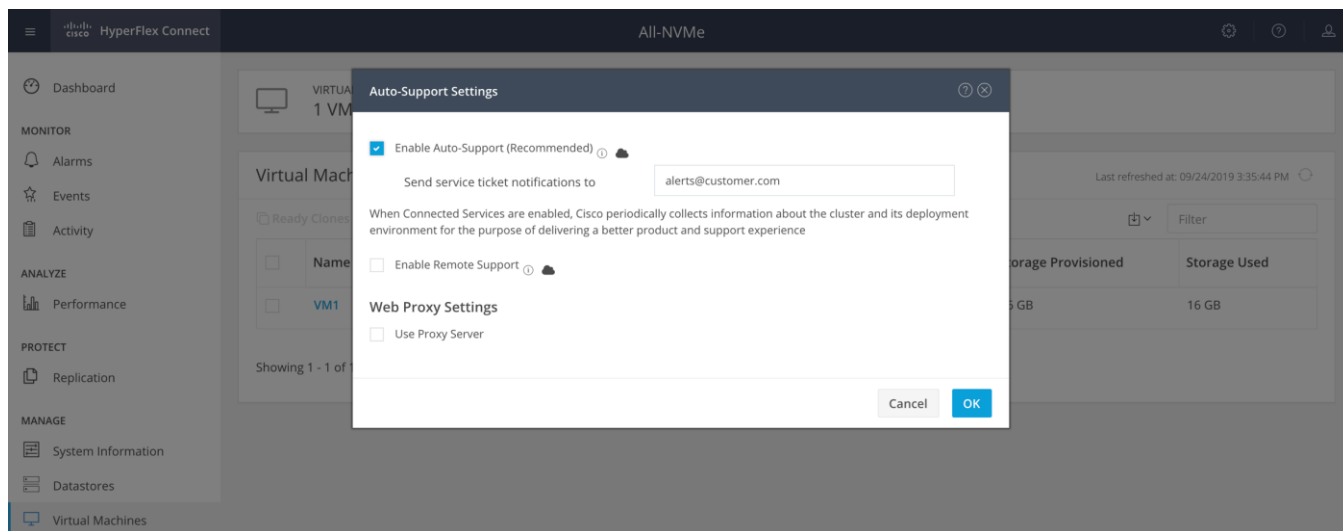 cisco HyperFlex Connect
All-NVMe
Dashboard
MONITOR
Alarms
Events
Activity
ANALYZE
Performance
PROTECT
Replication
MANAGE
System Information
Datastores
Virtual Machines
VIRTUA
1 VM
Virtual Mach
Last refreshed at: 09/24/2019 3:35:44 PM
Ready Clones
Filter
Name
orage Provisioned
Storage Used
VM1
GB
16 GB
Showing 1 - 1 of 1
Auto-Support Settings
Enable Auto-Support (Recommended)
Send service ticket notifications to
alerts@customer.com
When Connected Services are enabled, Cisco periodically collects information about the cluster and its deployment
environment for the purpose of delivering a better product and support experience
Enable Remote Support
Web Proxy Settings
Use Proxy Server
Cancel
OK